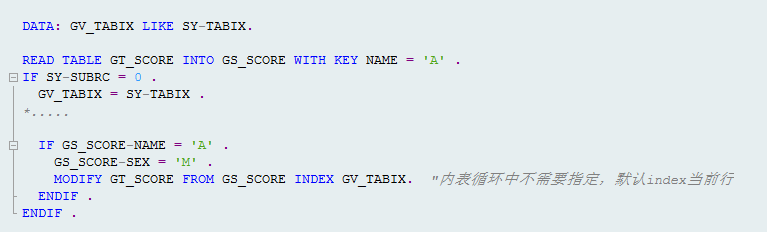 DATA: GV_TABIX LIKE SY-TABIX.
READ TABLE GT_SCORE INTO GS_SCORE WITH KEY NAME = 'A' .
IF SY-SUBRC = 0 .
GV_TABIX = SY-TABIX .
*.....
IF GS_SCORE-NAME = 'A' .
GS_SCORE-SEX = 'M' .
MODIFY GT_SCORE FROM GS_SCORE INDEX GV_TABIX. "内表循环中不需要指定，默认index当前行
ENDIF .
ENDIF .